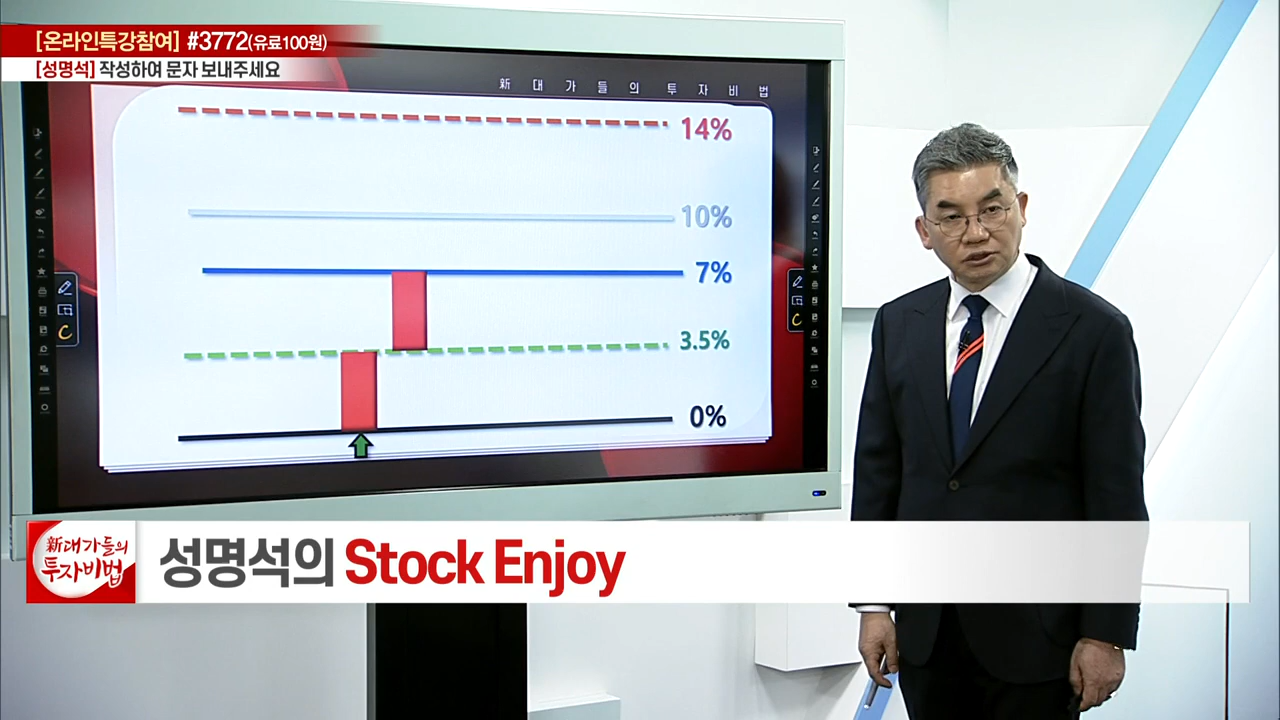 [온라인특강참여] #3772(유료100원)
[성명석] 작성하여 문자 보내주세요
新 대 가 들 의 투 자 비 법
14%
10%
7%
3.5%
0%
新대가들의
투자비법
성명석의 Stock Enjoy